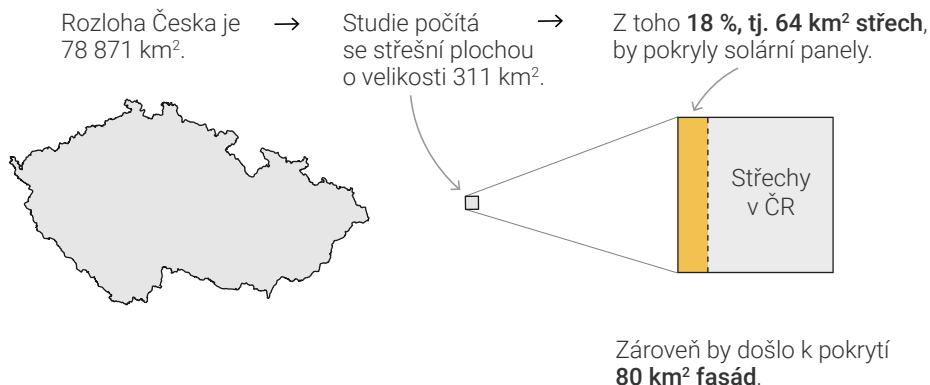 Rozloha Česka je
78 871 km².
→
Studie počítá
se střešní plochou
o velikosti 311 km².
→
Z toho 18 %, tj. 64 km² střech,
by pokryly solární panely.
Střechy
v ČR
Zároveň by došlo k pokrytí
80 km² fasád.